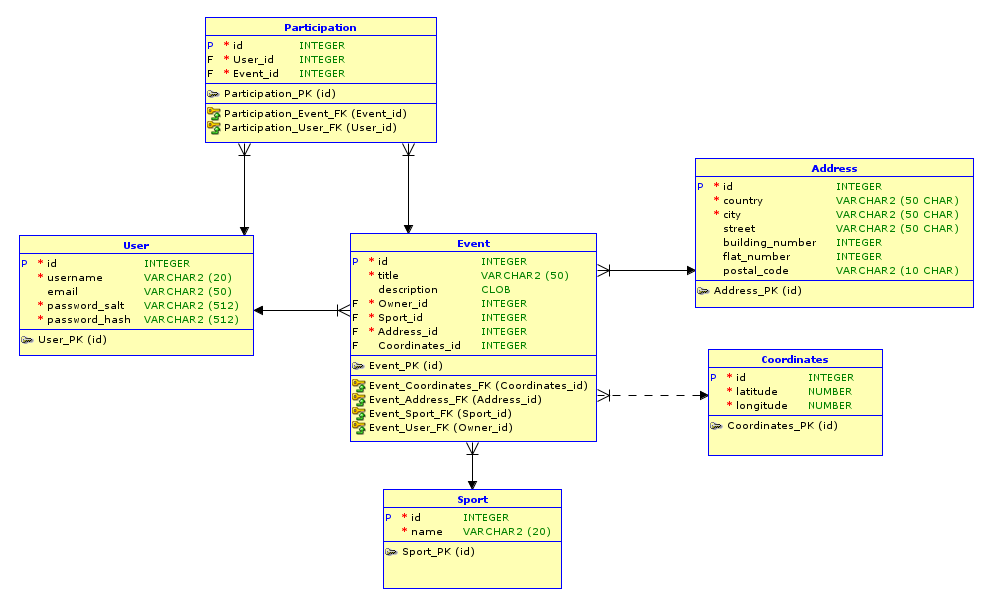 Participation
P * id INTEGER
F * User_id INTEGER
F * Event_id INTEGER
Participation_PK (id)
Participation_Event_FK (Event_id)
Participation_User_FK (User_id)
Address
P * id INTEGER
* country VARCHAR2 (50 CHAR)
* city VARCHAR2 (50 CHAR)
street VARCHAR2 (50 CHAR)
building_number INTEGER
flat_number INTEGER
postal_code VARCHAR2 (10 CHAR)
Address_PK (id)
User
P * id INTEGER
* username VARCHAR2 (20)
email VARCHAR2 (50)
* password_salt VARCHAR2 (512)
* password_hash VARCHAR2 (512)
User_PK (id)
Event
P * id INTEGER
* title VARCHAR2 (50)
description CLOB
F * Owner_id INTEGER
F * Sport_id INTEGER
F * Address_id INTEGER
F Coordinates_id INTEGER
Event_PK (id)
Event_Coordinates_FK (Coordinates_id)
Event_Address_FK (Address_id)
Event_Sport_FK (Sport_id)
Event_User_FK (Owner_id)
Coordinates
P * id INTEGER
* latitude NUMBER
* longitude NUMBER
Coordinates_PK (id)
Sport
P * id INTEGER
* name VARCHAR2 (20)
Sport_PK (id)